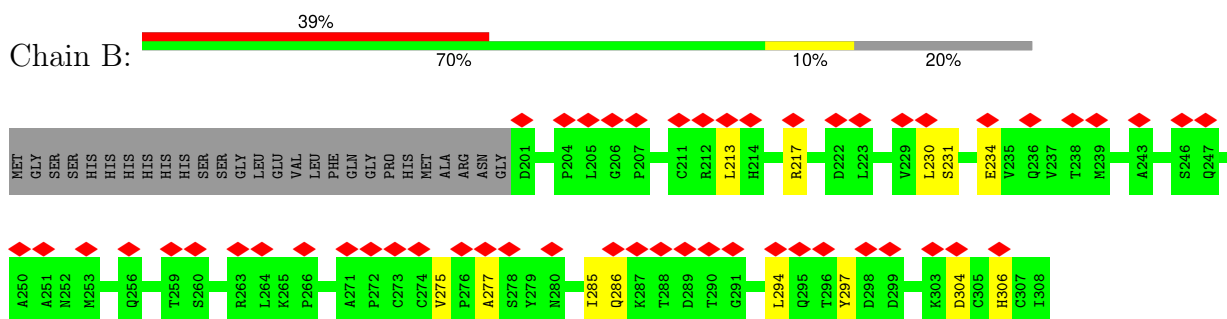 39%
Chain B:
70% 10% 20%
MET GLY SER SER HIS HIS HIS HIS HIS HIS HIS HIS SER SER GLY LEU GLU VAL LEU PHE GLN GLY PRO HIS MET ALA ARG ASN GLY D201 P204 L205 G206 P207 C211 R212 L213 H214 R217 D222 L223 V229 L230 S231 E234 V235 Q236 V237 T238 M239 A243 S246 Q247
A250 A251 N252 M253 Q256 T259 S260 R263 L264 K265 P266 A271 P272 C273 C274 V275 P276 A277 S278 Y279 N280 I285 Q286 K287 T288 D289 T290 G291 L294 Q295 T296 Y297 D298 D299 K303 D304 C305 H306 C307 I308